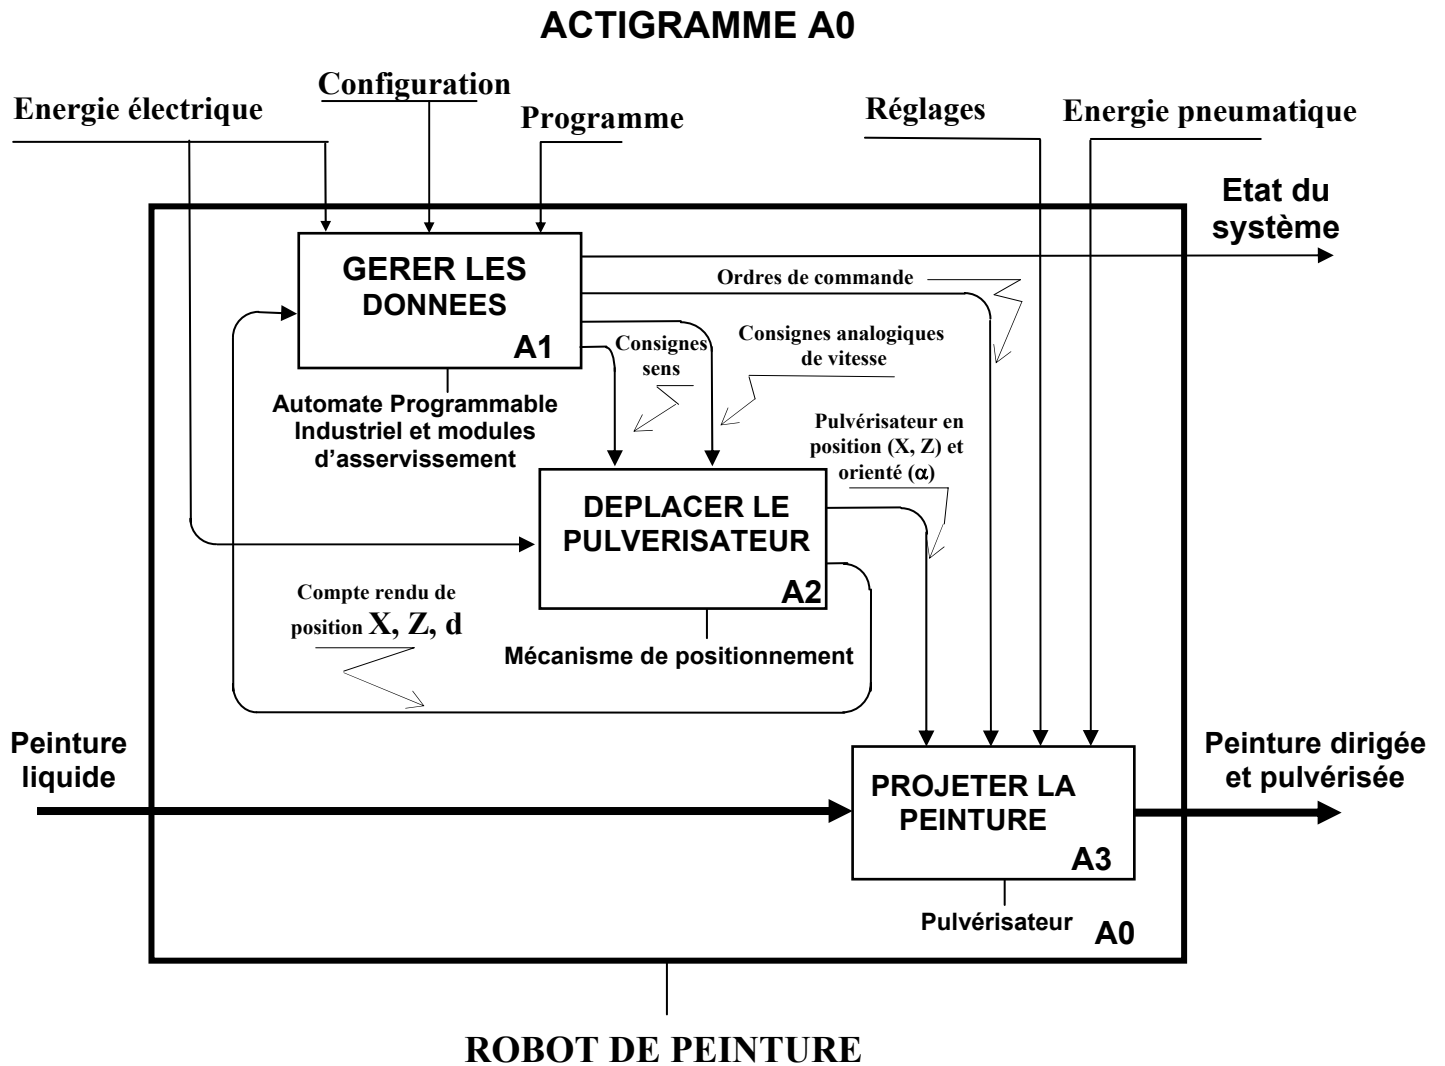 ACTIGRAMME A0
Energie électrique
Configuration
Programme
Réglages
Energie pneumatique
Etat du
système
GERER LES
DONNEES
A1
Ordres de commande
Consignes
sens
Consignes analogiques
de vitesse
Automate Programmable
Industriel et modules
d’asservissement
Pulvérisateur en
position (X, Z) et
orienté (α)
DEPLACER LE
PULVERISATEUR
A2
Compte rendu de
position X, Z, d
Mécanisme de positionnement
Peinture
liquide
PROJETER LA
PEINTURE
A3
Peinture dirigée
et pulvérisée
Pulvérisateur
A0
ROBOT DE PEINTURE